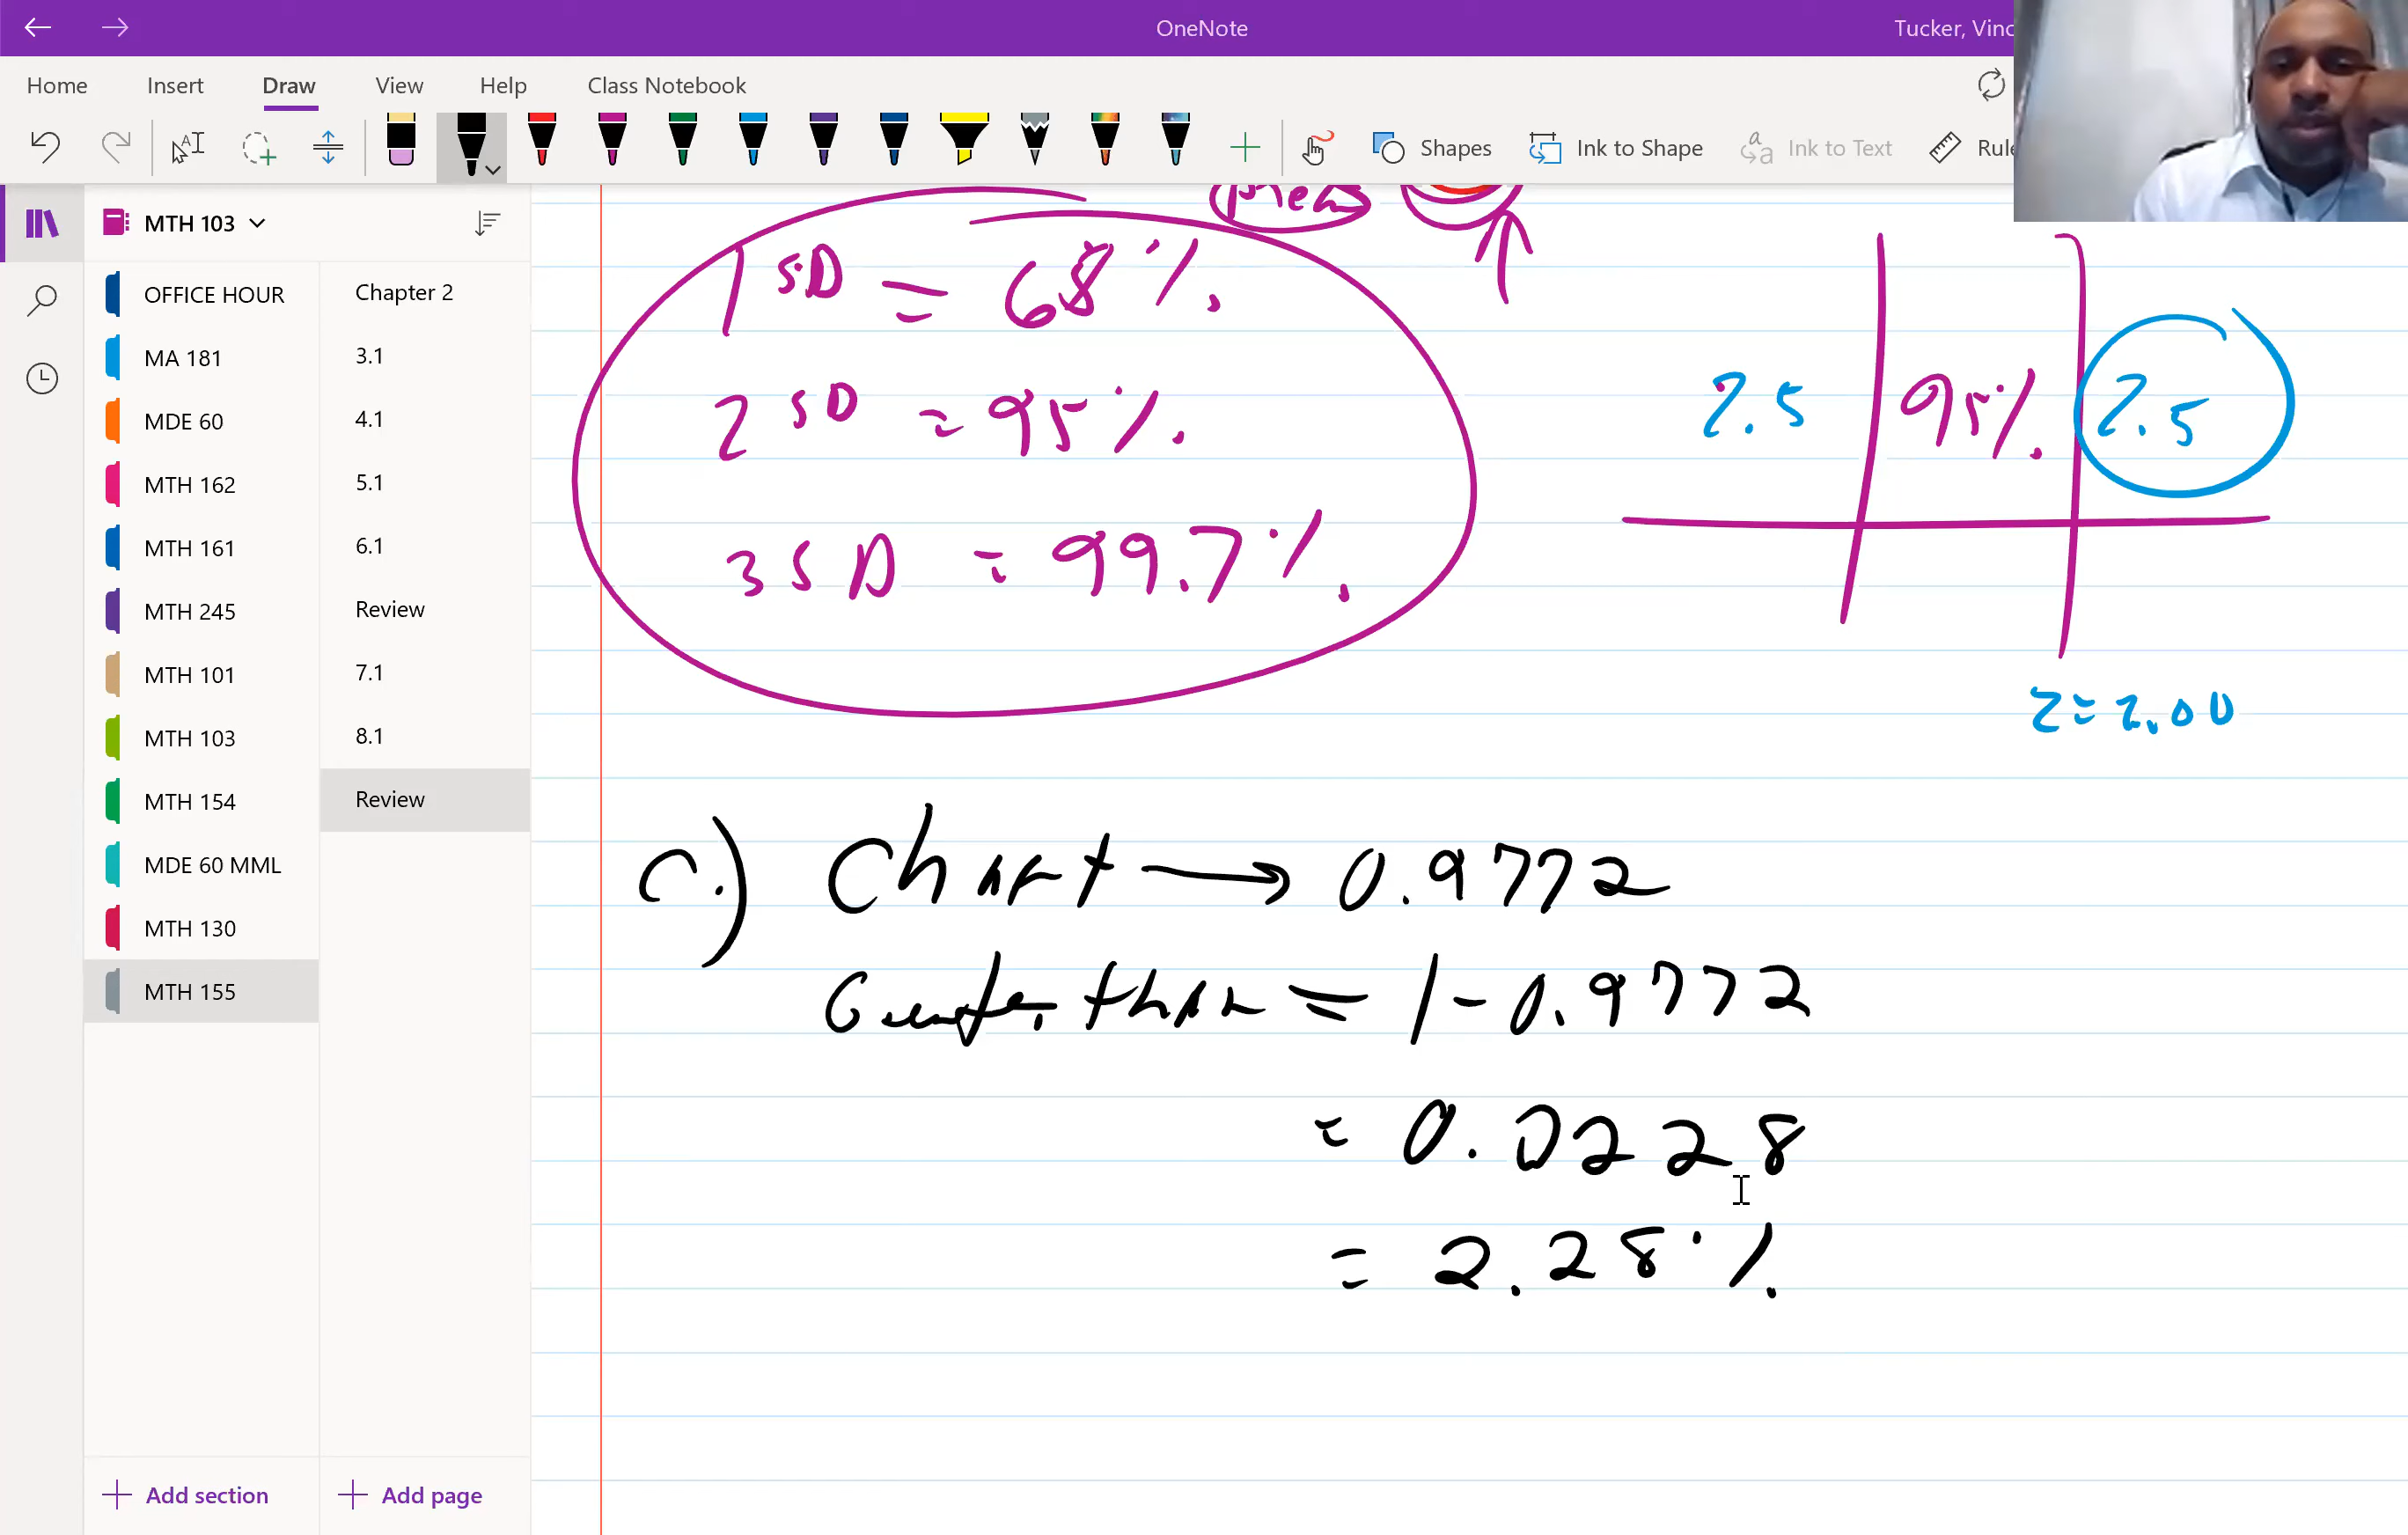 OneNote
Tucker, Vinc
Home Insert Draw View Help Class Notebook
Shapes Ink to Shape Ink to Text Rule
MTH 103
OFFICE HOUR
MA 181
MDE 60
MTH 162
MTH 161
MTH 245
MTH 101
MTH 103
MTH 154
MDE 60 MML
MTH 130
MTH 155
Add section
Chapter 2
3.1
4.1
5.1
6.1
Review
7.1
8.1
Review
Add page
1 SD = 68%
2 SD = 95%
3 SD = 99.7%
2.5 95% 2.5
z = 2.00
C.) Chart → 0.9772
Greater than = 1 - 0.9772
= 0.0228
= 2.28%